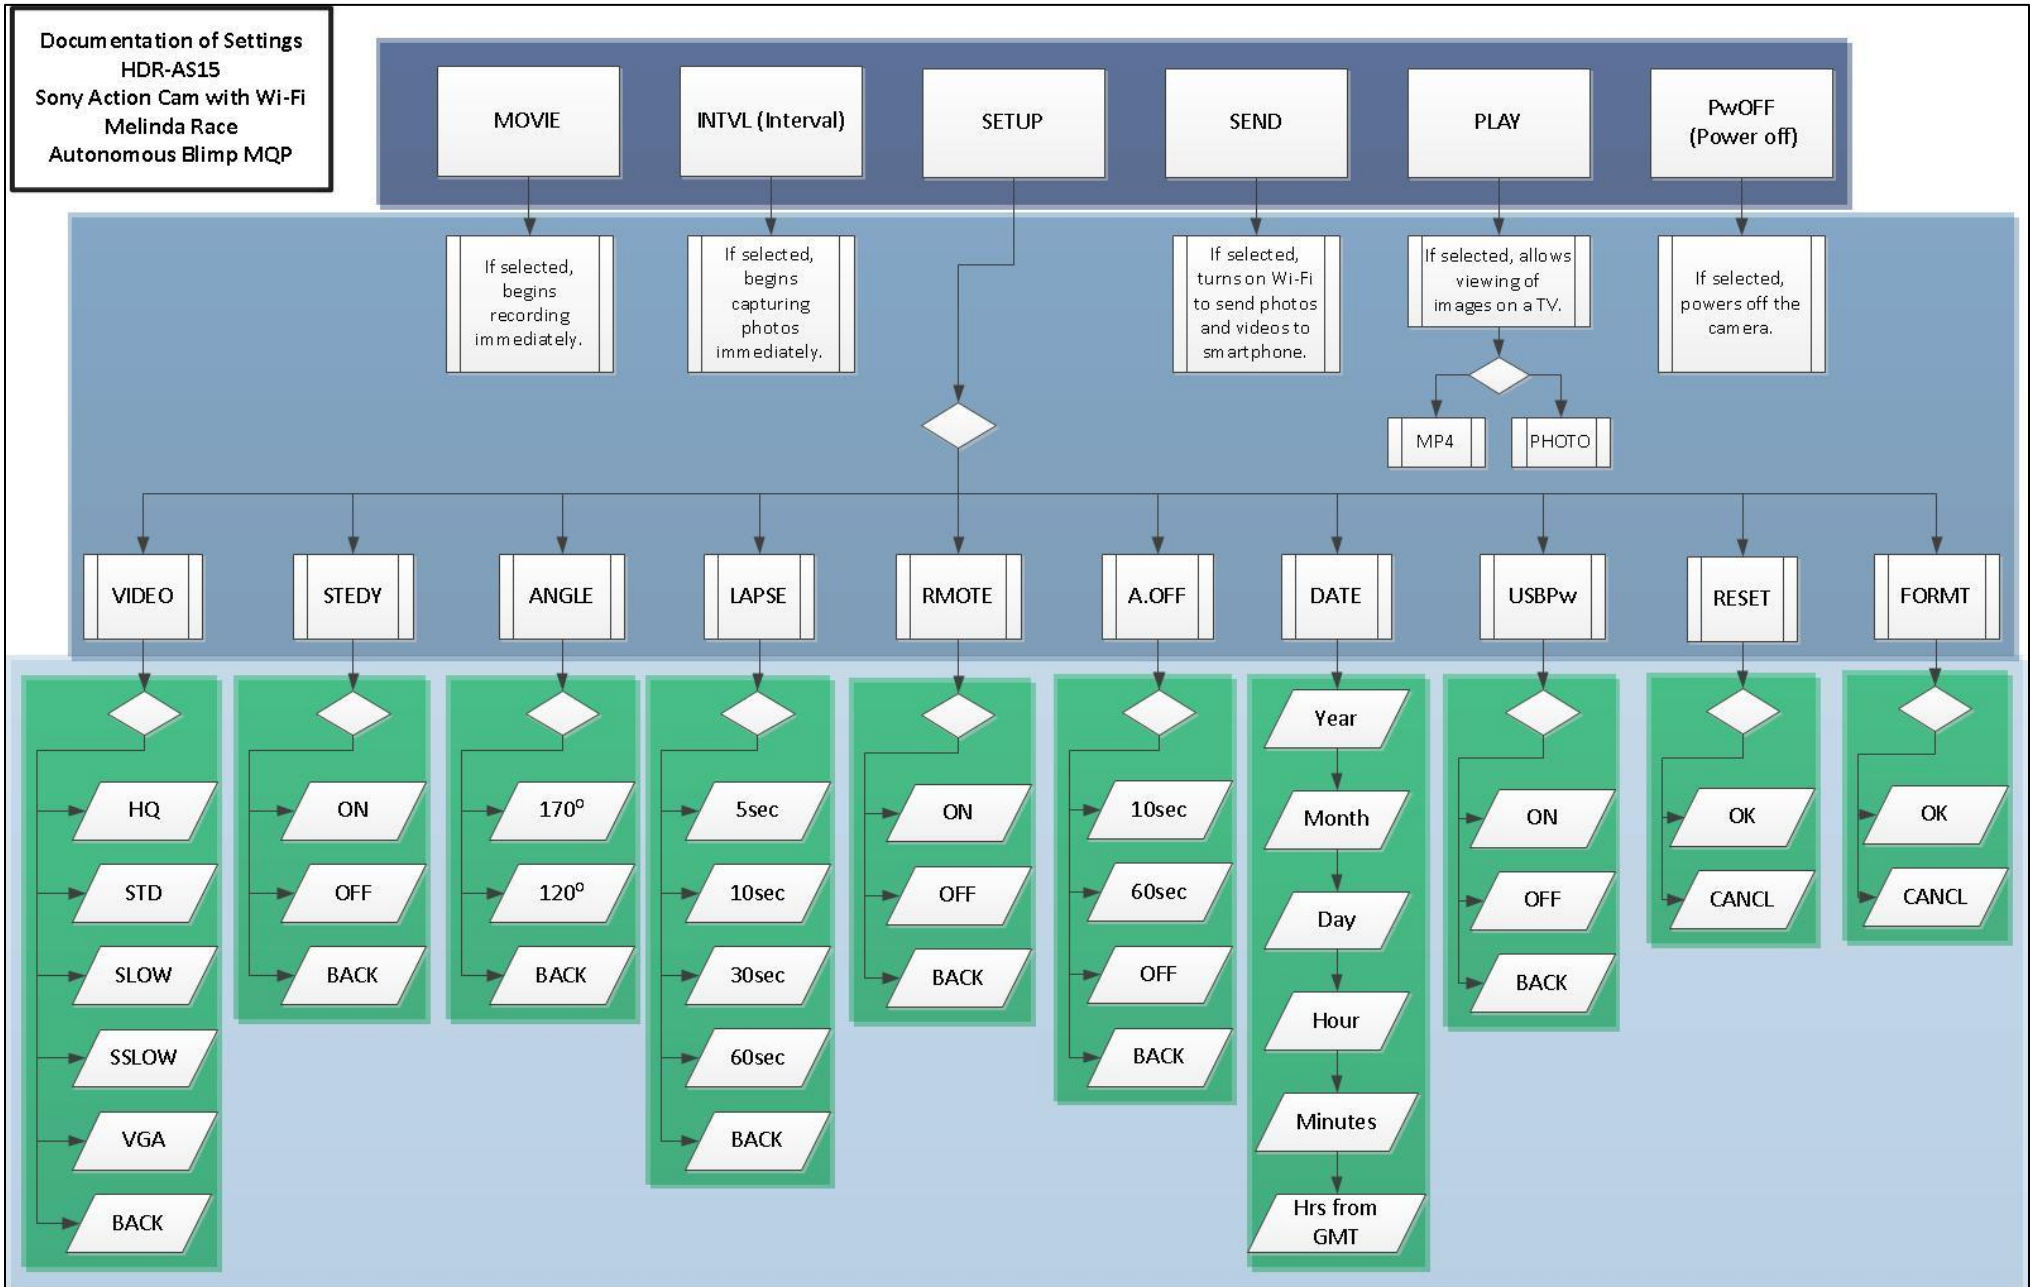 Documentation of Settings
HDR-AS15
Sony Action Cam with Wi-Fi
Melinda Race
Autonomous Blimp MQP
MOVIE
INTVL (Interval)
SETUP
SEND
PLAY
PwOFF
(Power off)
If selected,
begins
recording
immediately.
If selected,
begins
capturing
photos
immediately.
If selected,
turns on Wi-Fi
to send photos
and videos to
smartphone.
If selected, allows
viewing of
images on a TV.
If selected,
powers off the
camera.
MP4
PHOTO
VIDEO
STEDY
ANGLE
LAPSE
RMOTE
A.OFF
DATE
USBPw
RESET
FORMT
HQ
STD
SLOW
SSLOW
VGA
BACK
ON
OFF
BACK
170°
120°
BACK
5sec
10sec
30sec
60sec
BACK
ON
OFF
BACK
10sec
60sec
OFF
BACK
Year
Month
Day
Hour
Minutes
Hrs from
GMT
ON
OFF
BACK
OK
CANCL
OK
CANCL